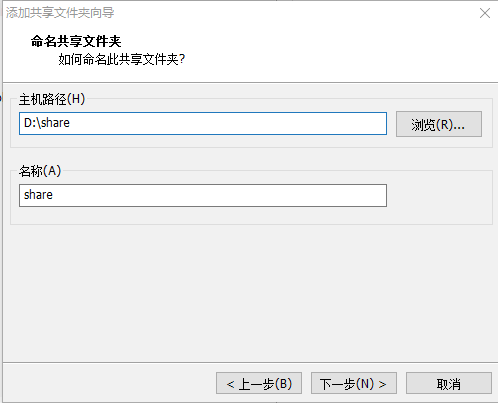 添加共享文件夹向导
命名共享文件夹
如何命名此共享文件夹?
主机路径(H)
D:\share
浏览(R)...
名称(A)
share
< 上一步(B)
下一步(N) >
取消